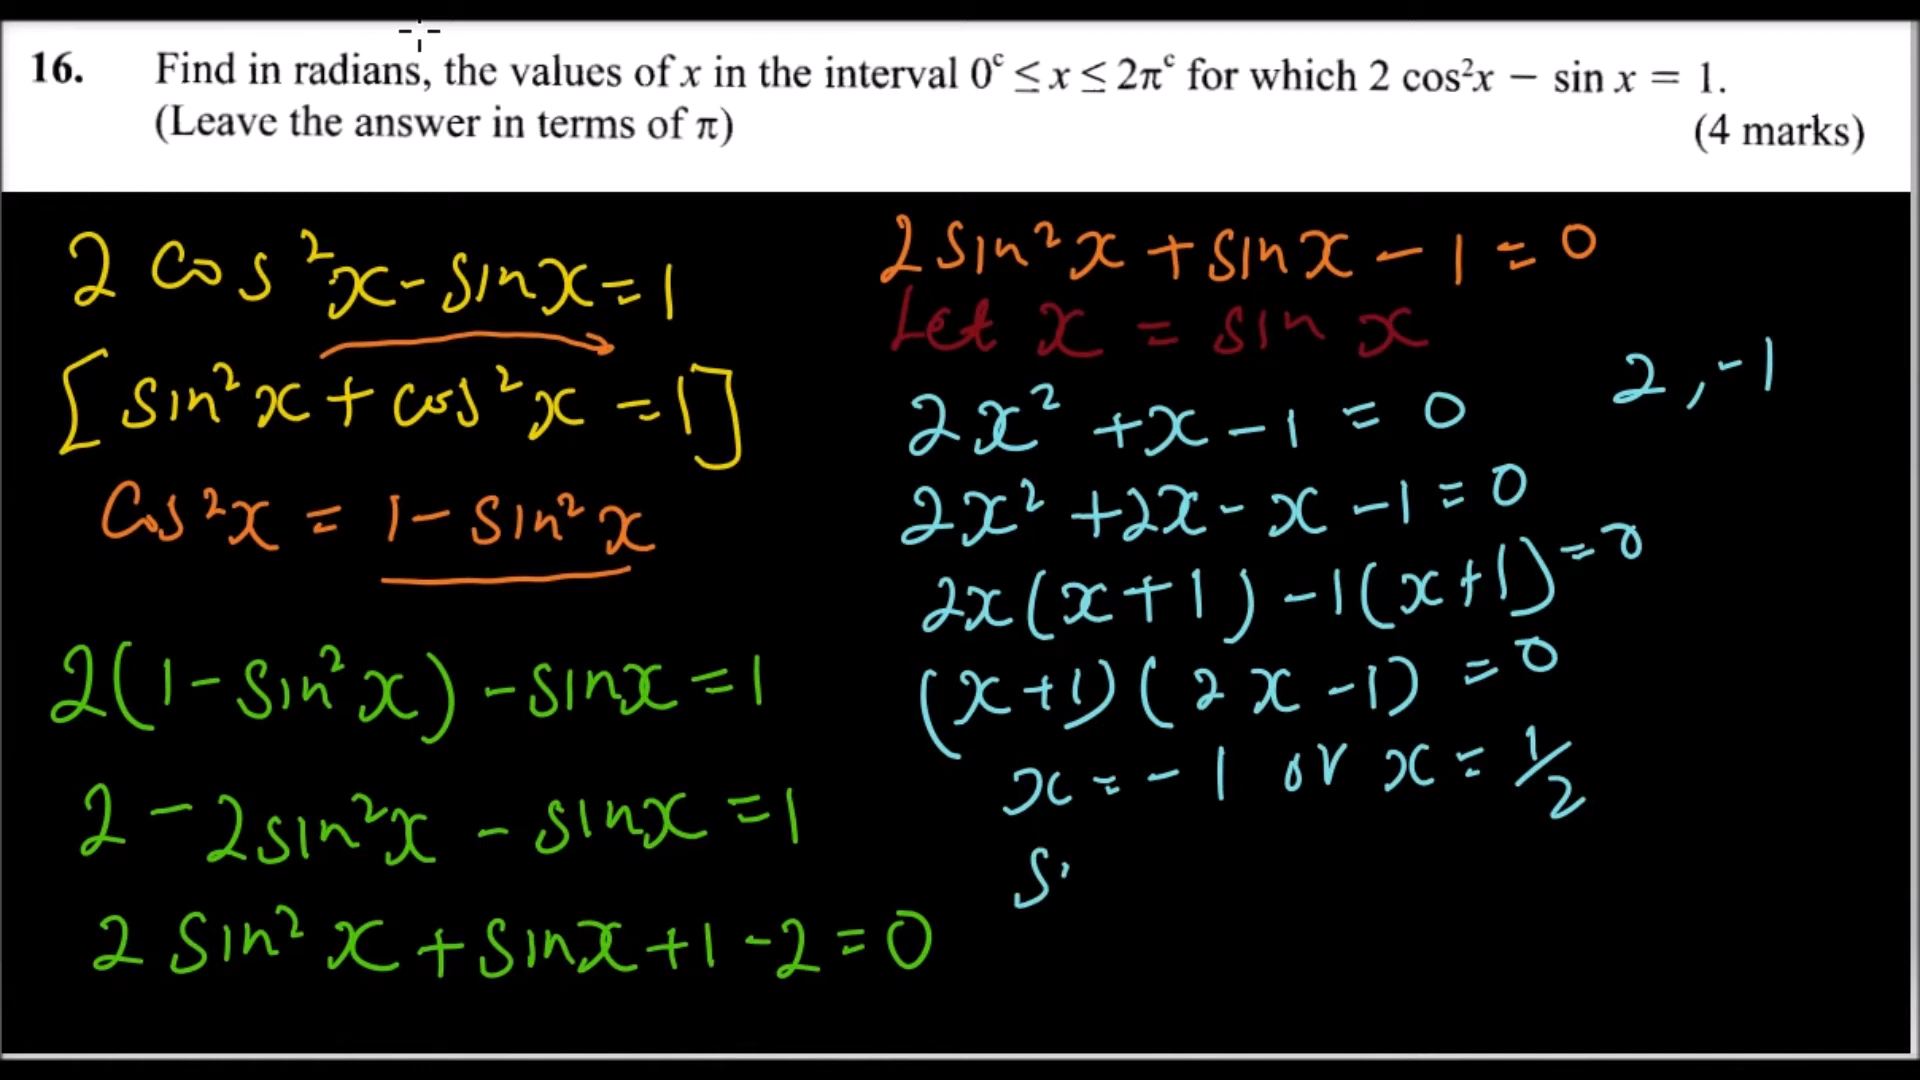 16. Find in radians, the values of x in the interval 0ᶜ ≤ x ≤ 2πᶜ for which 2 cos²x − sin x = 1.
(Leave the answer in terms of π) (4 marks)
2 cos²x - sinx = 1
[sin²x + cos²x = 1]
Cos²x = 1 - sin²x
2(1 - sin²x) - sinx = 1
2 - 2sin²x - sinx = 1
2 sin²x + sinx + 1 - 2 = 0
2sin²x + sinx - 1 = 0
Let x = sin x
2x² + x - 1 = 0 2, -1
2x² + 2x - x - 1 = 0
2x(x + 1) - 1(x + 1) = 0
(x + 1)(2x - 1) = 0
x = -1 or x = 1/2